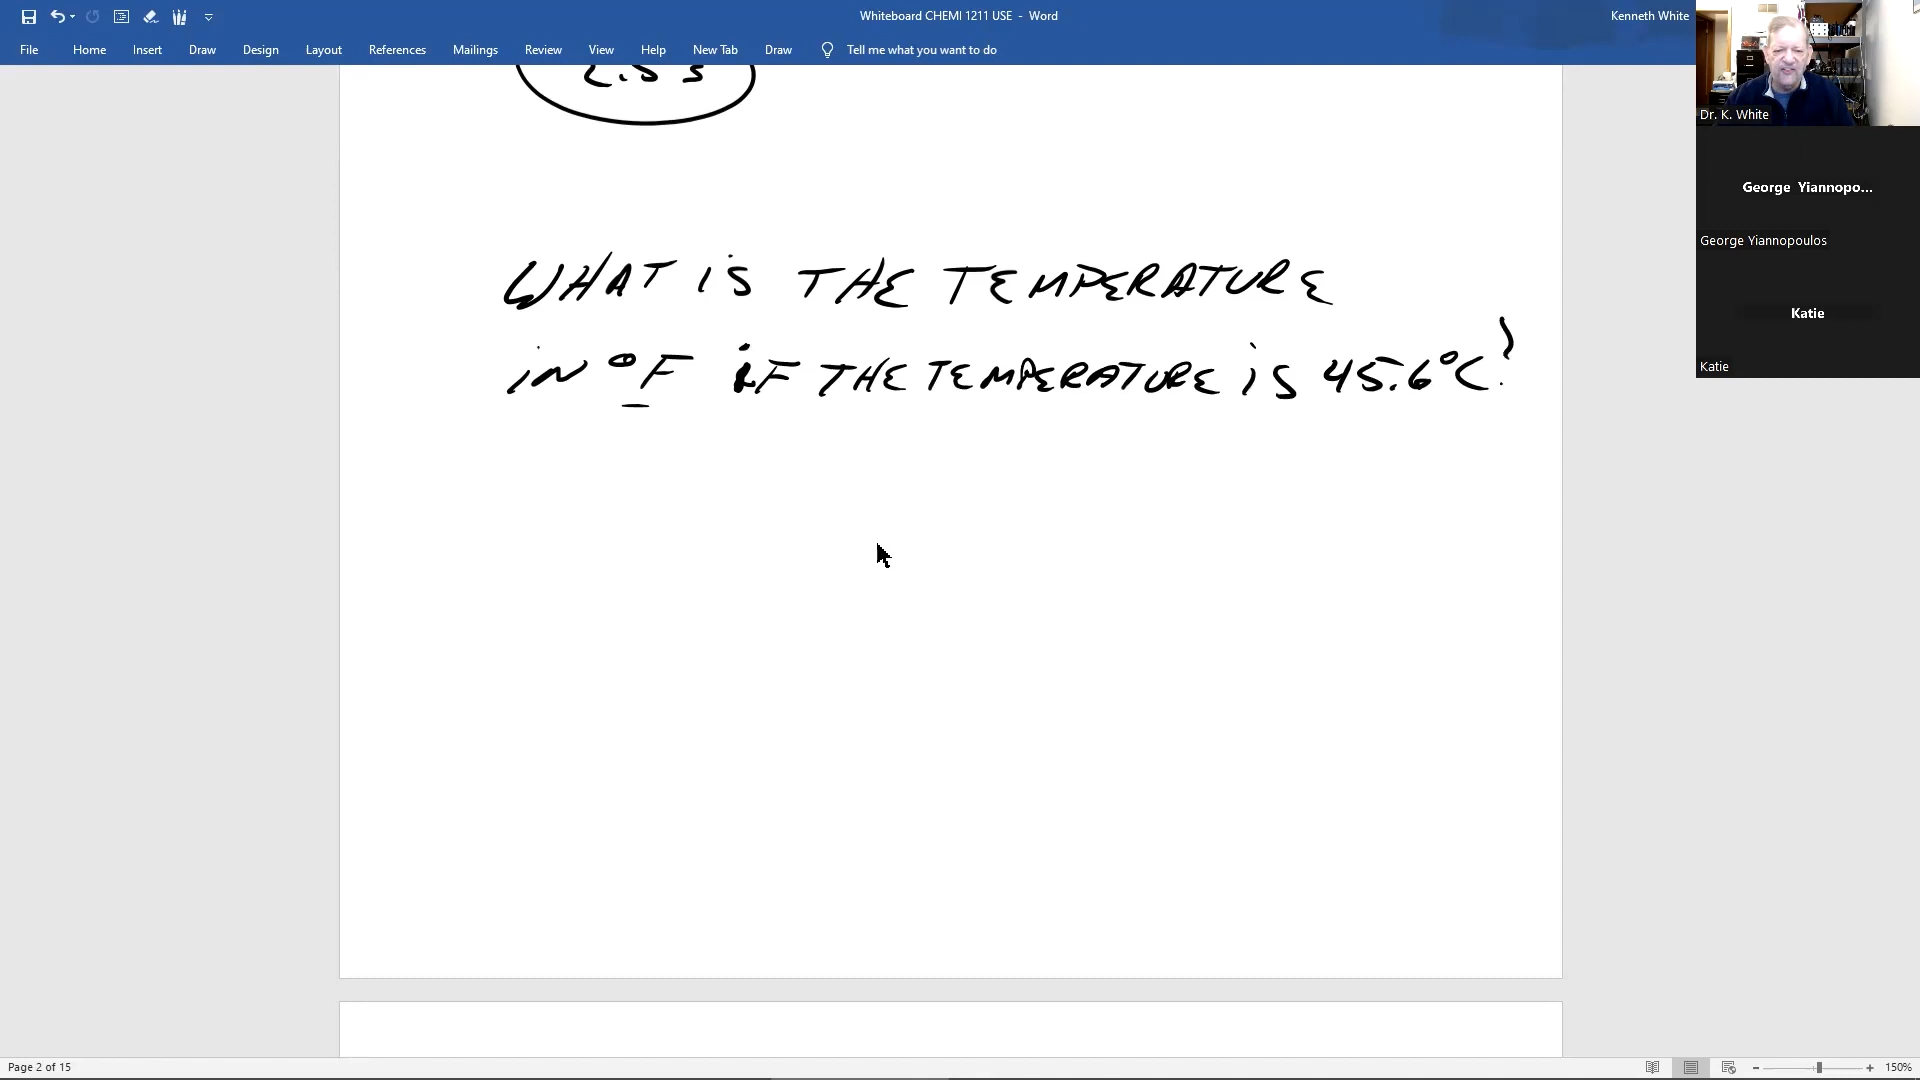 Whiteboard CHEMI 1211 USE - Word
Kenneth White
File Home Insert Draw Design Layout References Mailings Review View Help New Tab Draw Tell me what you want to do
Dr. K. White
George Yiannopo...
George Yiannopoulos
Katie
Katie
WHAT iS THE TEMPERATURE
iN °F iF THE TEMPERATURE iS 45.6°C?
Page 2 of 15
150%